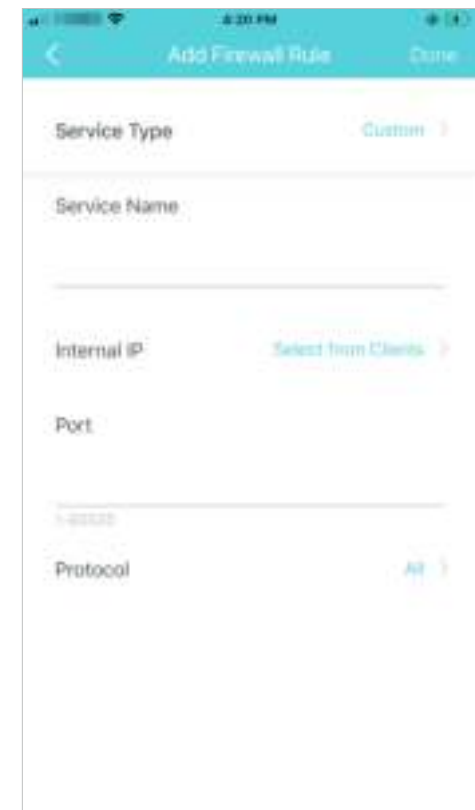 4:20 PM
Add Firewall Rule Done
Service Type Custom
Service Name
Internal IP Select from Clients
Port
1-65535
Protocol All